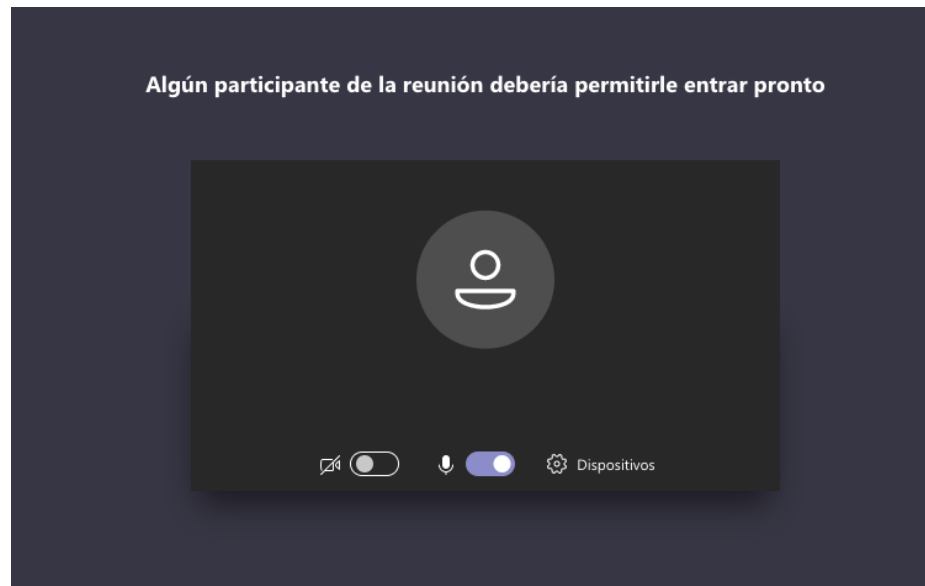 Algún participante de la reunión debería permitirle entrar pronto
Dispositivos